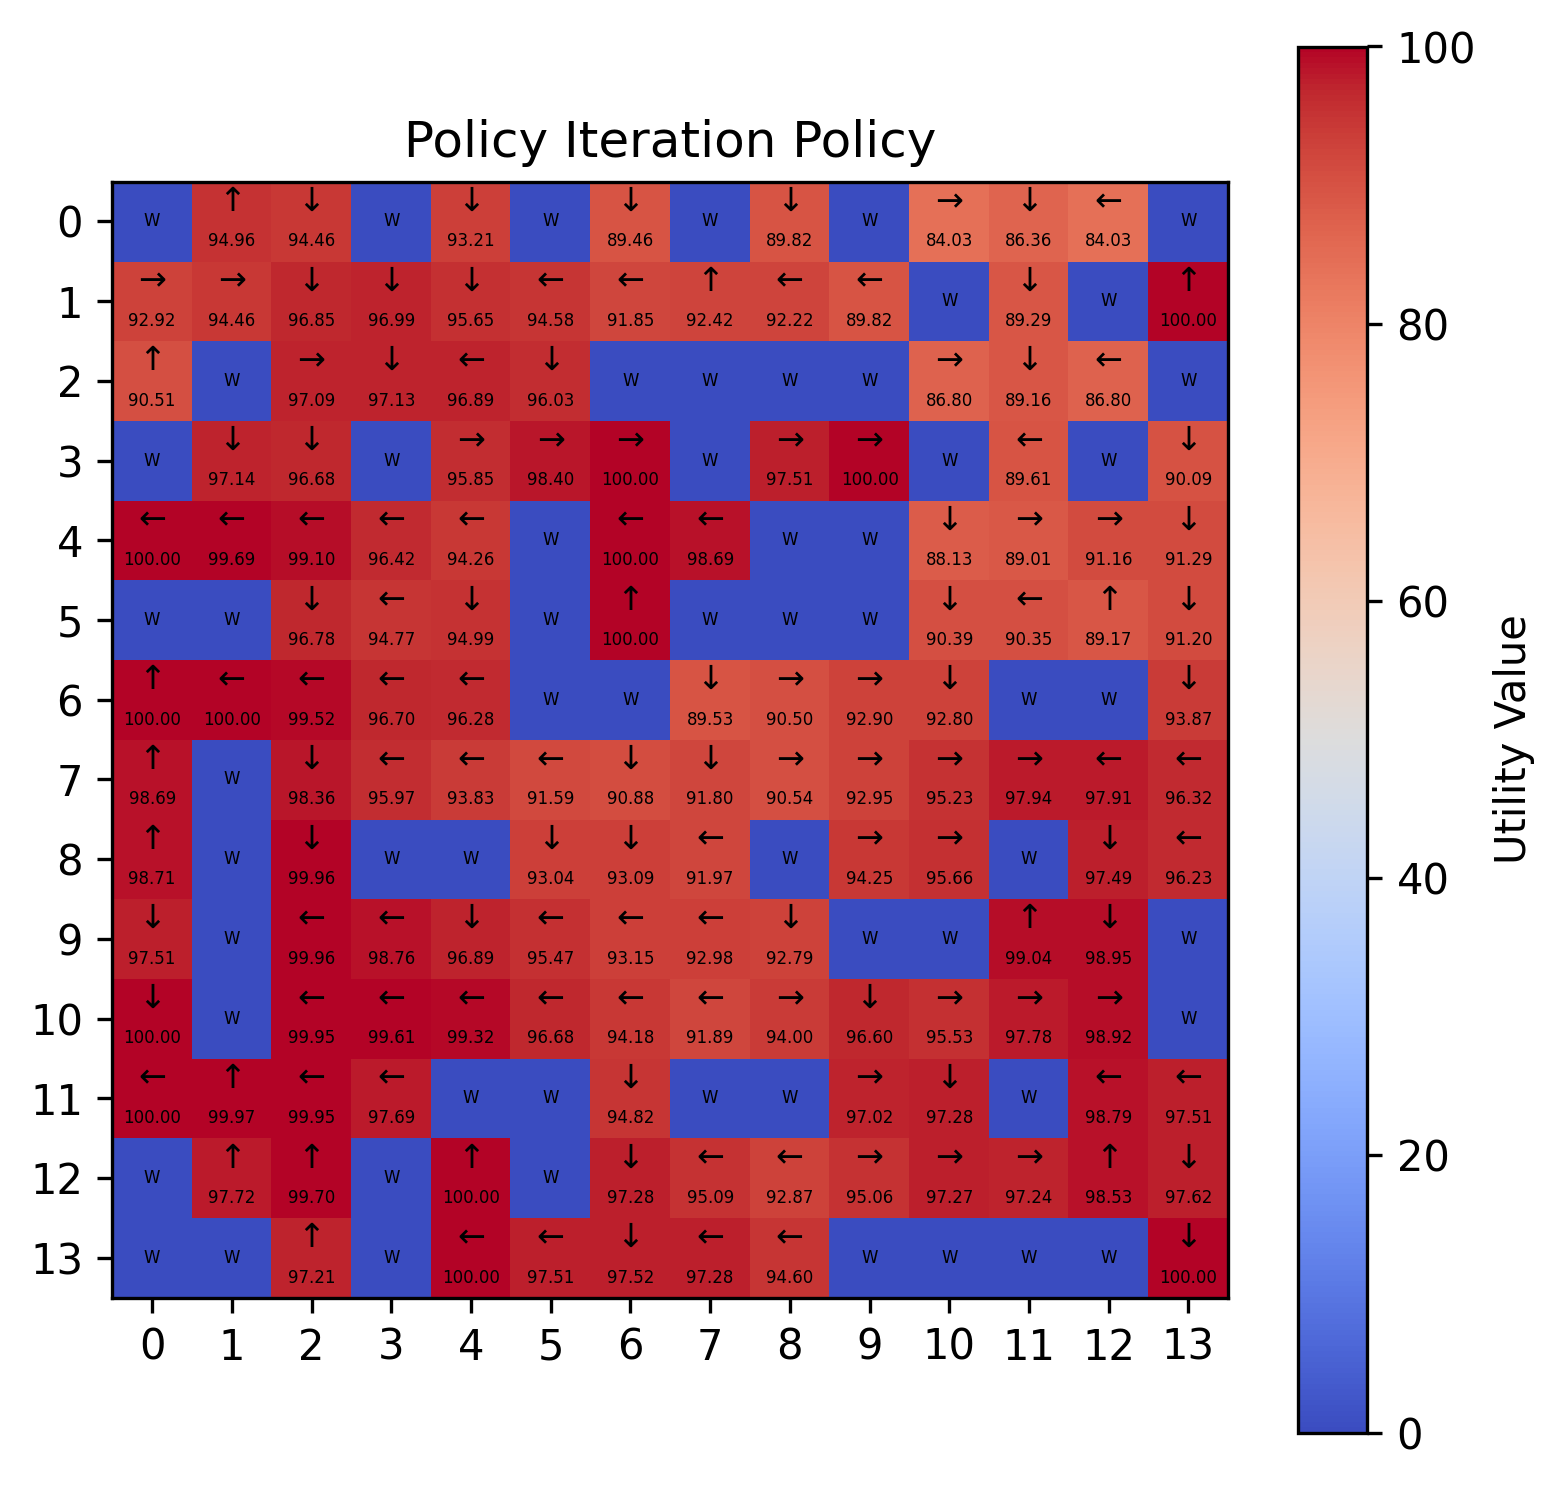 Policy Iteration Policy
0 W ↑ ↓ W ↓ W ↓ W ↓ W → ↓ ← W
94.96 94.46 93.21 89.46 89.82 84.03 86.36 84.03
1 → → ↓ ↓ ↓ ← ← ↑ ← ← W ↓ W ↑
92.92 94.46 96.85 96.99 95.65 94.58 91.85 92.42 92.22 89.82 89.29 100.00
2 ↑ W → ↓ ← ↓ W W W W → ↓ ← W
90.51 97.09 97.13 96.89 96.03 86.80 89.16 86.80
3 W ↓ ↓ W → → → W → → W ← W ↓
97.14 96.68 95.85 98.40 100.00 97.51 100.00 89.61 90.09
4 ← ← ← ← ← W ← ← W W ↓ → → ↓
100.00 99.69 99.10 96.42 94.26 100.00 98.69 88.13 89.01 91.16 91.29
5 W W ↓ ← ↓ W ↑ W W W ↓ ← ↑ ↓
96.78 94.77 94.99 100.00 90.39 90.35 89.17 91.20
6 ↑ ← ← ← ← W W ↓ → → ↓ W W ↓
100.00 100.00 99.52 96.70 96.28 89.53 90.50 92.90 92.80 93.87
7 ↑ W ↓ ← ← ← ↓ ↓ → → → → ← ←
98.69 98.36 95.97 93.83 91.59 90.88 91.80 90.54 92.95 95.23 97.94 97.91 96.32
8 ↑ W ↓ W W ↓ ↓ ← W → → W ↓ ←
98.71 99.96 93.04 93.09 91.97 94.25 95.66 97.49 96.23
9 ↓ W ← ← ↓ ← ← ← ↓ W W ↑ ↓ W
97.51 99.96 98.76 96.89 95.47 93.15 92.98 92.79 99.04 98.95
10 ↓ W ← ← ← ← ← ← → ↓ → → → W
100.00 99.95 99.61 99.32 96.68 94.18 91.89 94.00 96.60 95.53 97.78 98.92
11 ← ↑ ← ← W W ↓ W W → ↓ W ← ←
100.00 99.97 99.95 97.69 94.82 97.02 97.28 98.79 97.51
12 W ↑ ↑ W ↑ W ↓ ← ← → → → ↑ ↓
97.72 99.70 100.00 97.28 95.09 92.87 95.06 97.27 97.24 98.53 97.62
13 W W ↑ W ← ← ↓ ← ← W W W W ↓
97.21 100.00 97.51 97.52 97.28 94.60 100.00
0 1 2 3 4 5 6 7 8 9 10 11 12 13
100
80
60
40
20
0
Utility Value